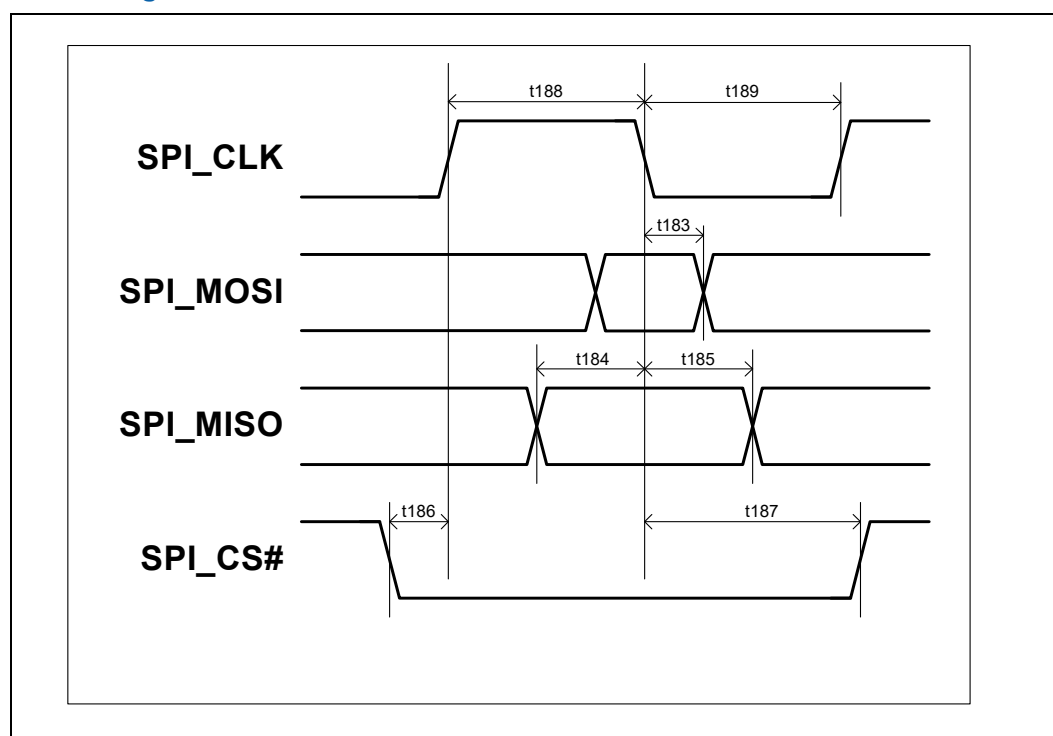 t188
t189
SPI_CLK
t183
SPI_MOSI
t184
t185
SPI_MISO
t186
t187
SPI_CS#